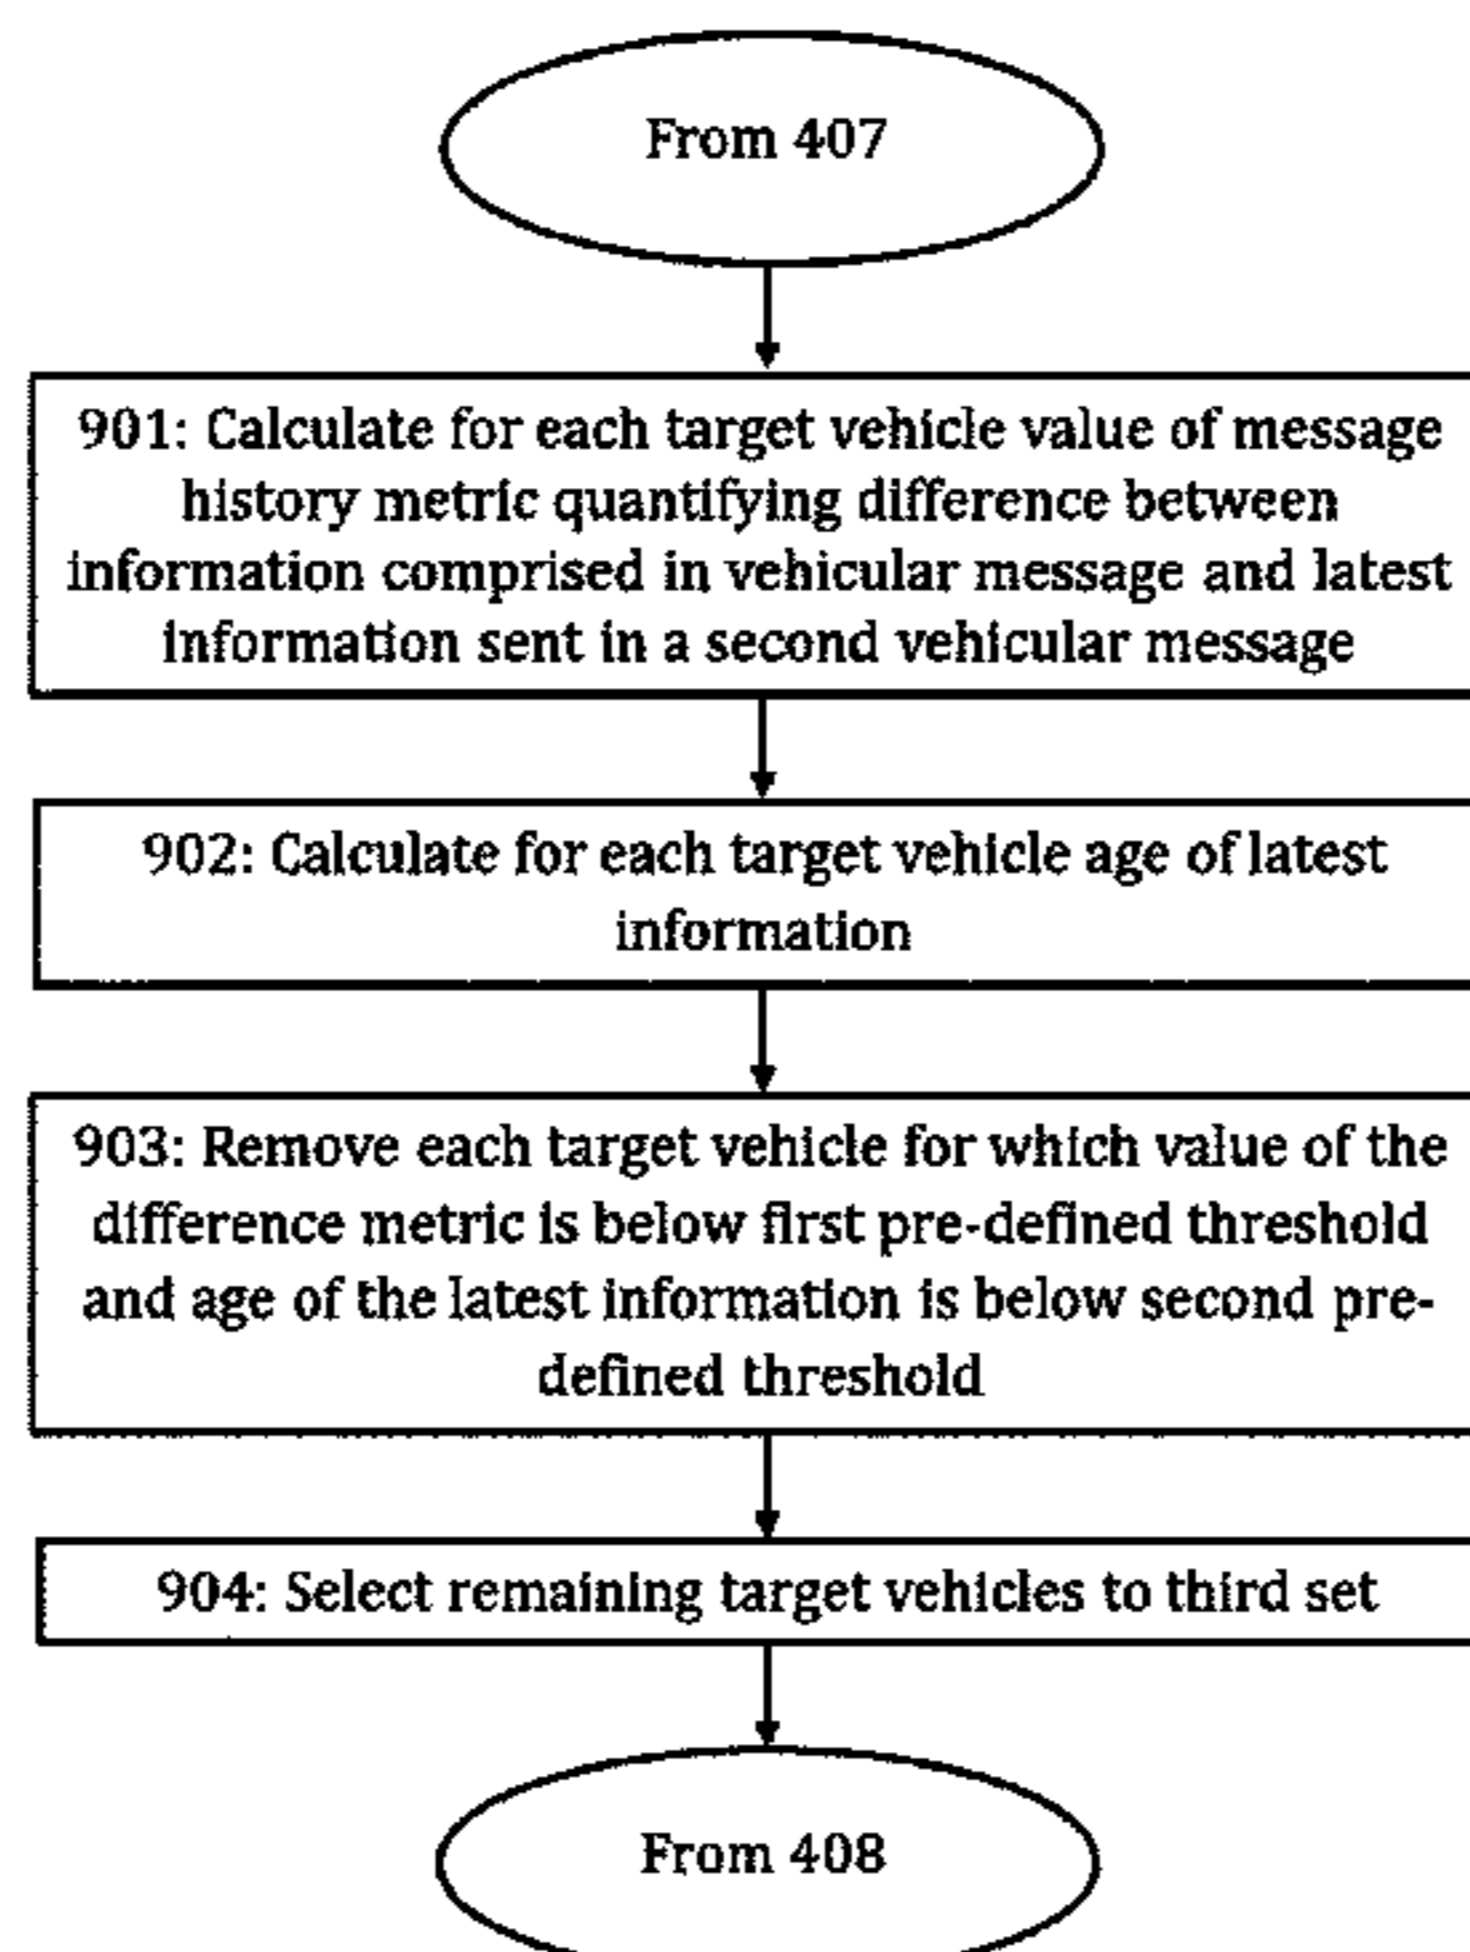 From 407
901: Calculate for each target vehicle value of message
history metric quantifying difference between
information comprised in vehicular message and latest
information sent in a second vehicular message
902: Calculate for each target vehicle age of latest
information
903: Remove each target vehicle for which value of the
difference metric is below first pre-defined threshold
and age of the latest information is below second pre-
defined threshold
904: Select remaining target vehicles to third set
From 408